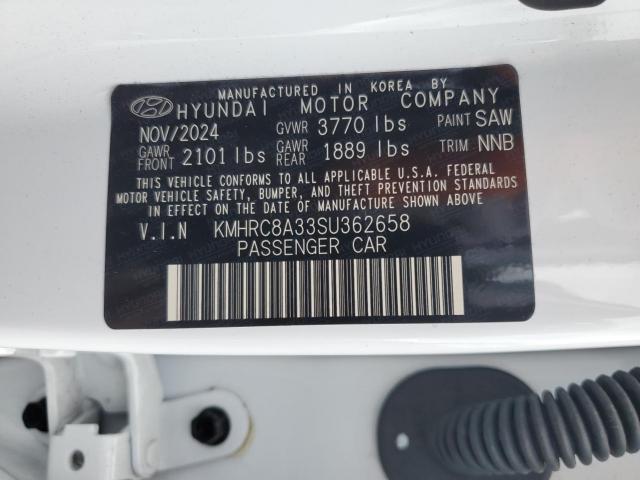 MANUFACTURED IN KOREA BY
HYUNDAI MOTOR COMPANY
NOV/2024 GVWR 3770 lbs PAINT SAW
GAWR FRONT 2101 lbs GAWR REAR 1889 lbs TRIM NNB
THIS VEHICLE CONFORMS TO ALL APPLICABLE U.S.A. FEDERAL
MOTOR VEHICLE SAFETY, BUMPER, AND THEFT PREVENTION STANDARDS
IN EFFECT ON THE DATE OF MANUFACTURE SHOWN ABOVE
V.I.N KMHRC8A33SU362658
PASSENGER CAR